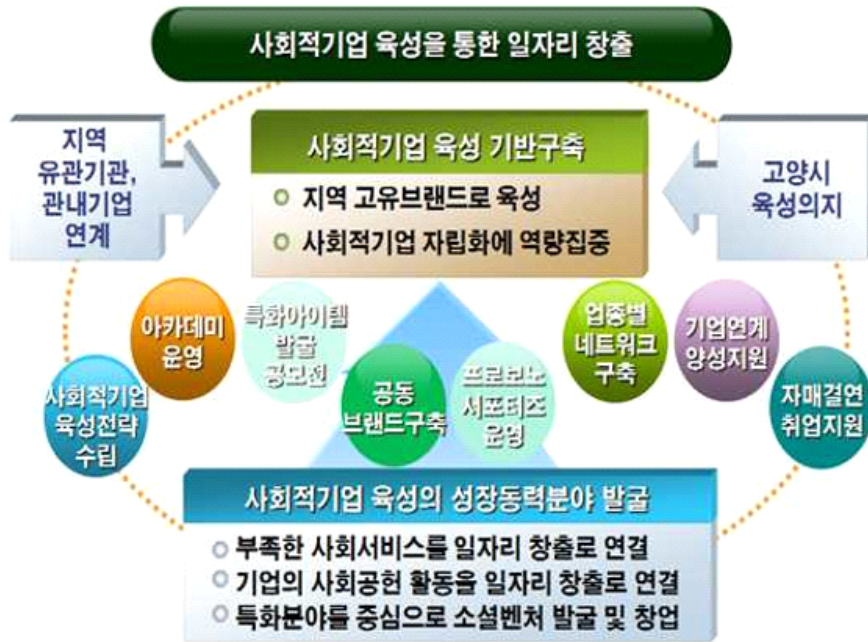 사회적기업 육성을 통한 일자리 창출
지역
유관기관,
관내기업
연계
사회적기업 육성 기반구축
지역 고유브랜드로 육성
사회적기업 자립화에 역량집중
고양시
육성의지
사회적기업
육성전략
수립
아카데미
운영
특화아이템
발굴
공모전
공동
브랜드구축
프로보노
서포터즈
운영
업종별
네트워크
구축
기업연계
양성지원
자매결연
취업지원
사회적기업 육성의 성장동력분야 발굴
부족한 사회서비스를 일자리 창출로 연결
기업의 사회공헌 활동을 일자리 창출로 연결
특화분야를 중심으로 소셜벤처 발굴 및 창업